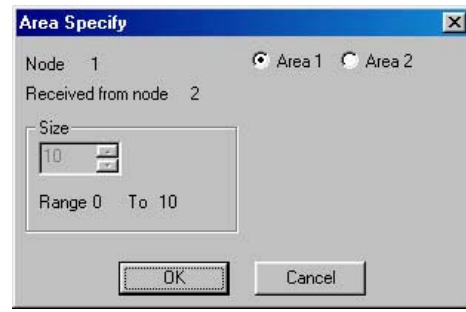 Area Specify
Node 1
Area 1 Area 2
Received from node 2
Size
10
Range 0 To 10
OK Cancel